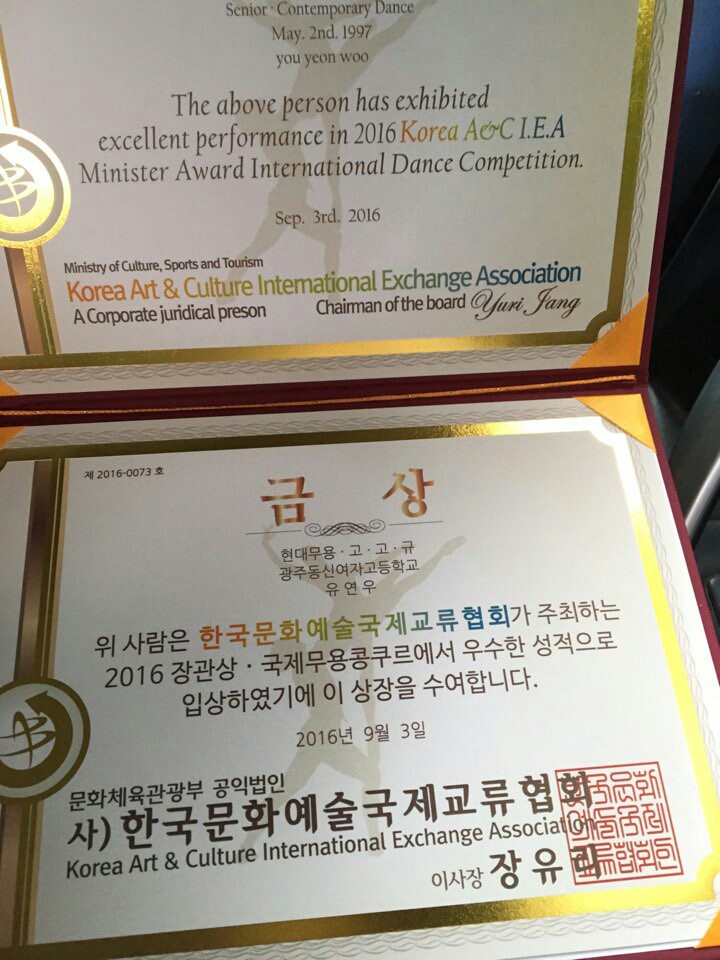 Senior · Contemporary Dance
May. 2nd. 1997
you yeon woo
The above person has exhibited
excellent performance in 2016 Korea A&C I.E.A
Minister Award International Dance Competition.
Sep. 3rd. 2016
Ministry of Culture, Sports and Tourism
Korea Art & Culture International Exchange Association
A Corporate juridical preson Chairman of the board Yuri Jang
제 2016-0073 호
금 상
현대무용 · 고 · 고 · 규
광주동신여자고등학교
유 연 우
위 사람은 한국문화예술국제교류협회가 주최하는
2016 장관상 · 국제무용콩쿠르에서 우수한 성적으로
입상하였기에 이 상장을 수여합니다.
2016년 9월 3일
문화체육관광부 공익법인
사) 한국문화예술국제교류협회
Korea Art & Culture International Exchange Association
이사장 장 유 리